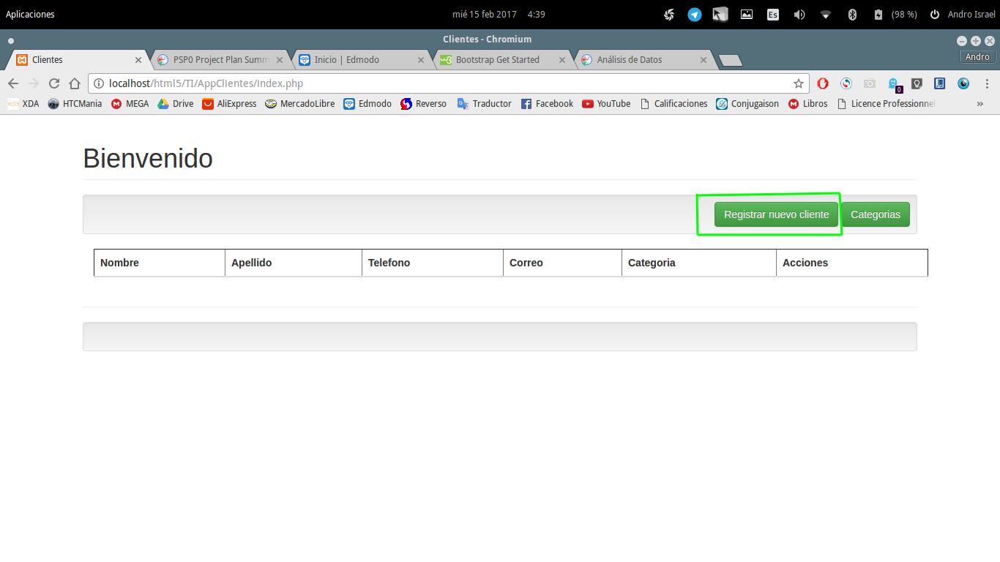 Aplicaciones mié 15 feb 2017 4:39 Es (98 %) Andro Israel
Clientes - Chromium
Clientes PSP0 Project Plan Summ Inicio | Edmodo Bootstrap Get Started Análisis de Datos Andro
localhost/html5/TI/AppClientes/index.php 0
XDA HTCMania MEGA Drive AliExpress MercadoLibre Edmodo Reverso Traductor Facebook YouTube Calificaciones Conjugaison Libros Licence Professionnel »
Bienvenido
Registrar nuevo cliente Categorias
Nombre Apellido Telefono Correo Categoria Acciones